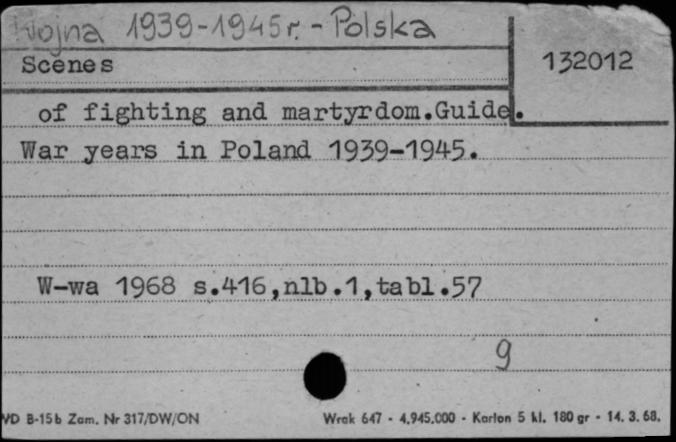 Wojna 1939-1945 r. - Polska
Scenes
132012
of fighting and martyrdom.Guide.
War years in Poland 1939-1945.
W-wa 1968 s.416,nlb.1,tabl.57
9
WD B-15b Zam. Nr 317/DW/ON
Wrak 647 - 4.945.000 - Karton 5 kl. 180 gr - 14. 3. 68.